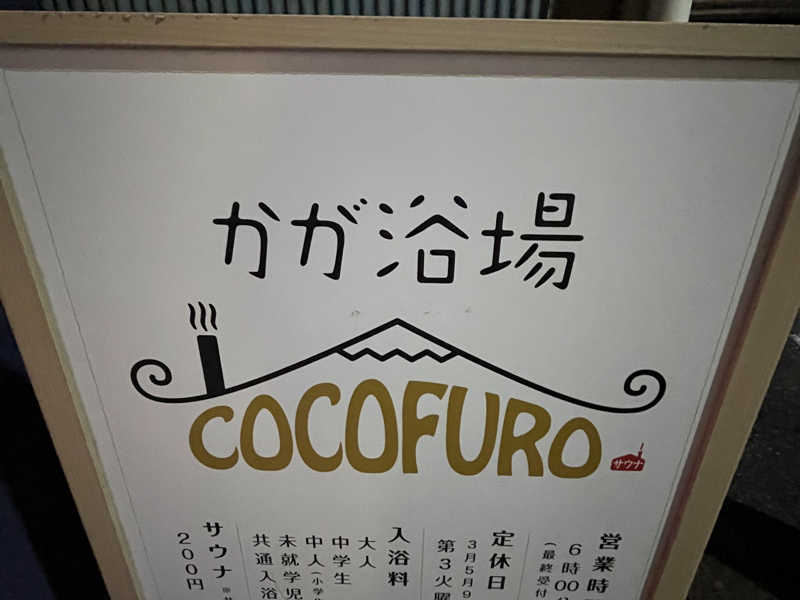 かが浴場
COCOFURO
サウナ
営業時
6時00
(最終受付
定休日
3月5月9
第3火曜
入浴料
大人
中学生
中人(小学
未就学児
共通入浴
サウナ
200円